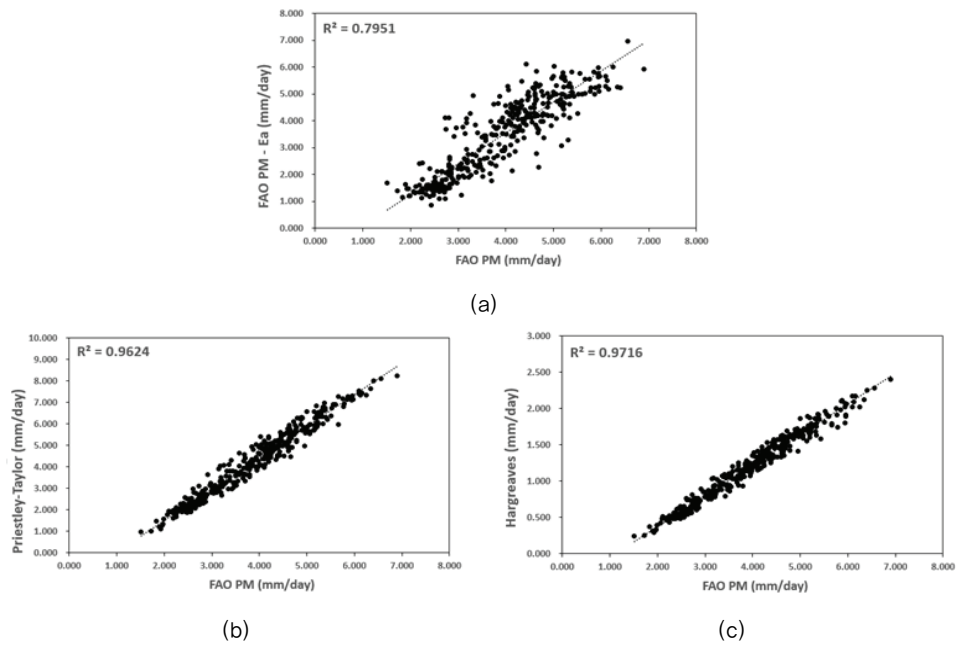 8.000
R² = 0.7951
7.000
6.000
5.000
4.000
3.000
2.000
1.000
0.000
FAO PM - Ea (mm/day)
0.000 1.000 2.000 3.000 4.000 5.000 6.000 7.000 8.000
FAO PM (mm/day)
(a)
10.000
R² = 0.9624
9.000
8.000
7.000
6.000
5.000
4.000
3.000
2.000
1.000
0.000
Priestley-Taylor (mm/day)
0.000 1.000 2.000 3.000 4.000 5.000 6.000 7.000 8.000
FAO PM (mm/day)
(b)
3.000
R² = 0.9716
2.500
2.000
1.500
1.000
0.500
0.000
Hargreaves (mm/day)
0.000 1.000 2.000 3.000 4.000 5.000 6.000 7.000 8.000
FAO PM (mm/day)
(c)